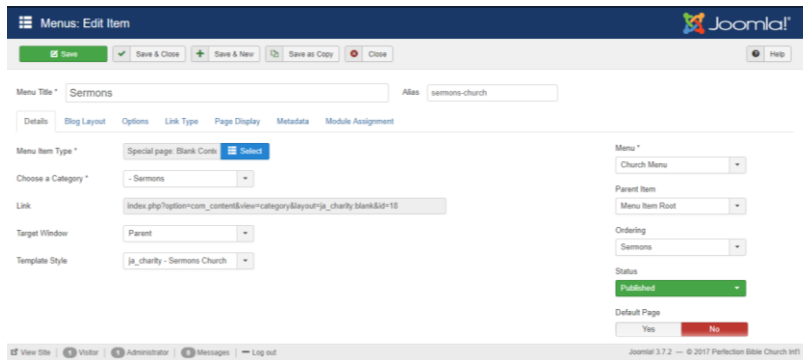 Menus: Edit Item
Joomla!
Save
Save & Close
Save & New
Save as Copy
Close
Help
Menu Title *
Sermons
Alias
sermons-church
Details
Blog Layout
Options
Link Type
Page Display
Metadata
Module Assignment
Menu Item Type *
Special page: Blank Conte
Select
Choose a Category *
- Sermons
Link
index.php?option=com_content&view=category&layout=ja_charity:blank&id=18
Target Window
Parent
Template Style
ja_charity - Sermons Church
Menu *
Church Menu
Parent Item
Menu Item Root
Ordering
Sermons
Status
Published
Default Page
Yes
No
View Site
Visitor
Administrator
Messages
Log out
Joomla! 3.7.2 — © 2017 Perfection Bible Church Int'l